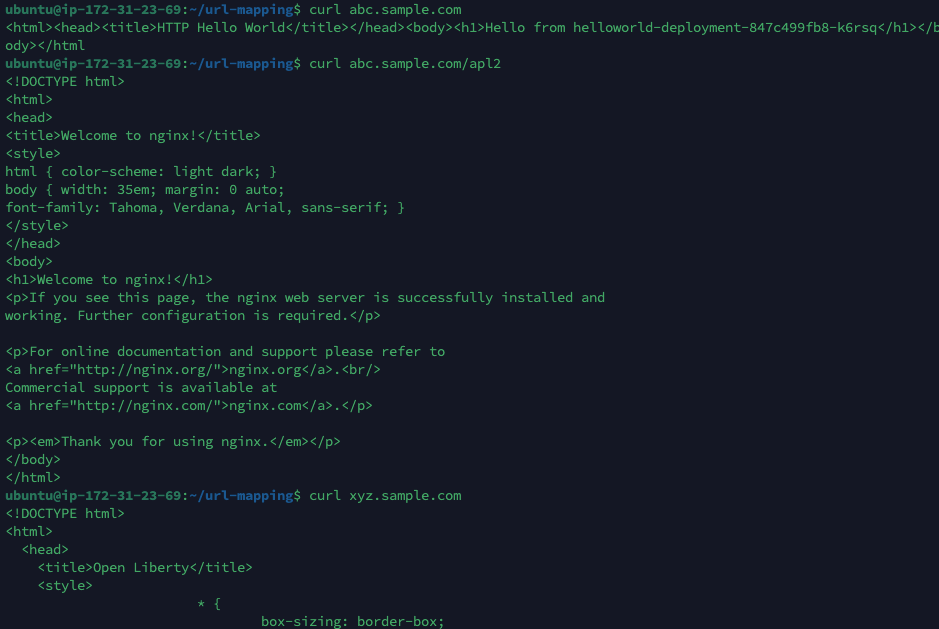 ubuntu@ip-172-31-23-69:~/url-mapping$ curl abc.sample.com
<html><head><title>HTTP Hello World</title></head><body><h1>Hello from helloworld-deployment-847c499fb8-k6rsq</h1></b
ody></html
ubuntu@ip-172-31-23-69:~/url-mapping$ curl abc.sample.com/apl2
<!DOCTYPE html>
<html>
<head>
<title>Welcome to nginx!</title>
<style>
html { color-scheme: light dark; }
body { width: 35em; margin: 0 auto;
font-family: Tahoma, Verdana, Arial, sans-serif; }
</style>
</head>
<body>
<h1>Welcome to nginx!</h1>
<p>If you see this page, the nginx web server is successfully installed and
working. Further configuration is required.</p>

<p>For online documentation and support please refer to
<a href="http://nginx.org/">nginx.org</a>.<br/>
Commercial support is available at
<a href="http://nginx.com/">nginx.com</a>.</p>

<p><em>Thank you for using nginx.</em></p>
</body>
</html>
ubuntu@ip-172-31-23-69:~/url-mapping$ curl xyz.sample.com
<!DOCTYPE html>
<html>
  <head>
    <title>Open Liberty</title>
    <style>
                        * {
                                box-sizing: border-box;